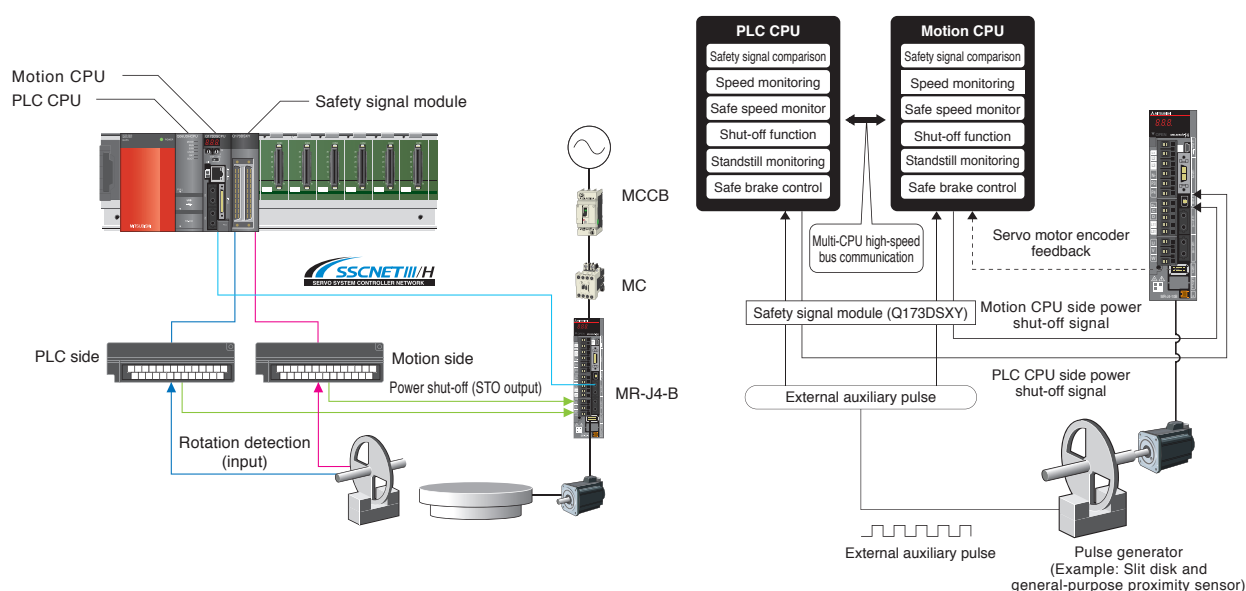 Motion CPU
PLC CPU
Safety signal module
MITSUBISHI
SSCNET III/H
SERVO SYSTEM CONTROLLER NETWORK
MCCB
MC
MR-J4-B
PLC side
Motion side
Power shut-off (STO output)
Rotation detection
(input)
PLC CPU
Safety signal comparison
Speed monitoring
Safe speed monitor
Shut-off function
Standstill monitoring
Safe brake control
Motion CPU
Safety signal comparison
Speed monitoring
Safe speed monitor
Shut-off function
Standstill monitoring
Safe brake control
Multi-CPU high-speed
bus communication
Servo motor encoder
feedback
Safety signal module (Q173DSXY)
Motion CPU side power
shut-off signal
PLC CPU side power
shut-off signal
External auxiliary pulse
External auxiliary pulse
Pulse generator
(Example: Slit disk and
general-purpose proximity sensor)